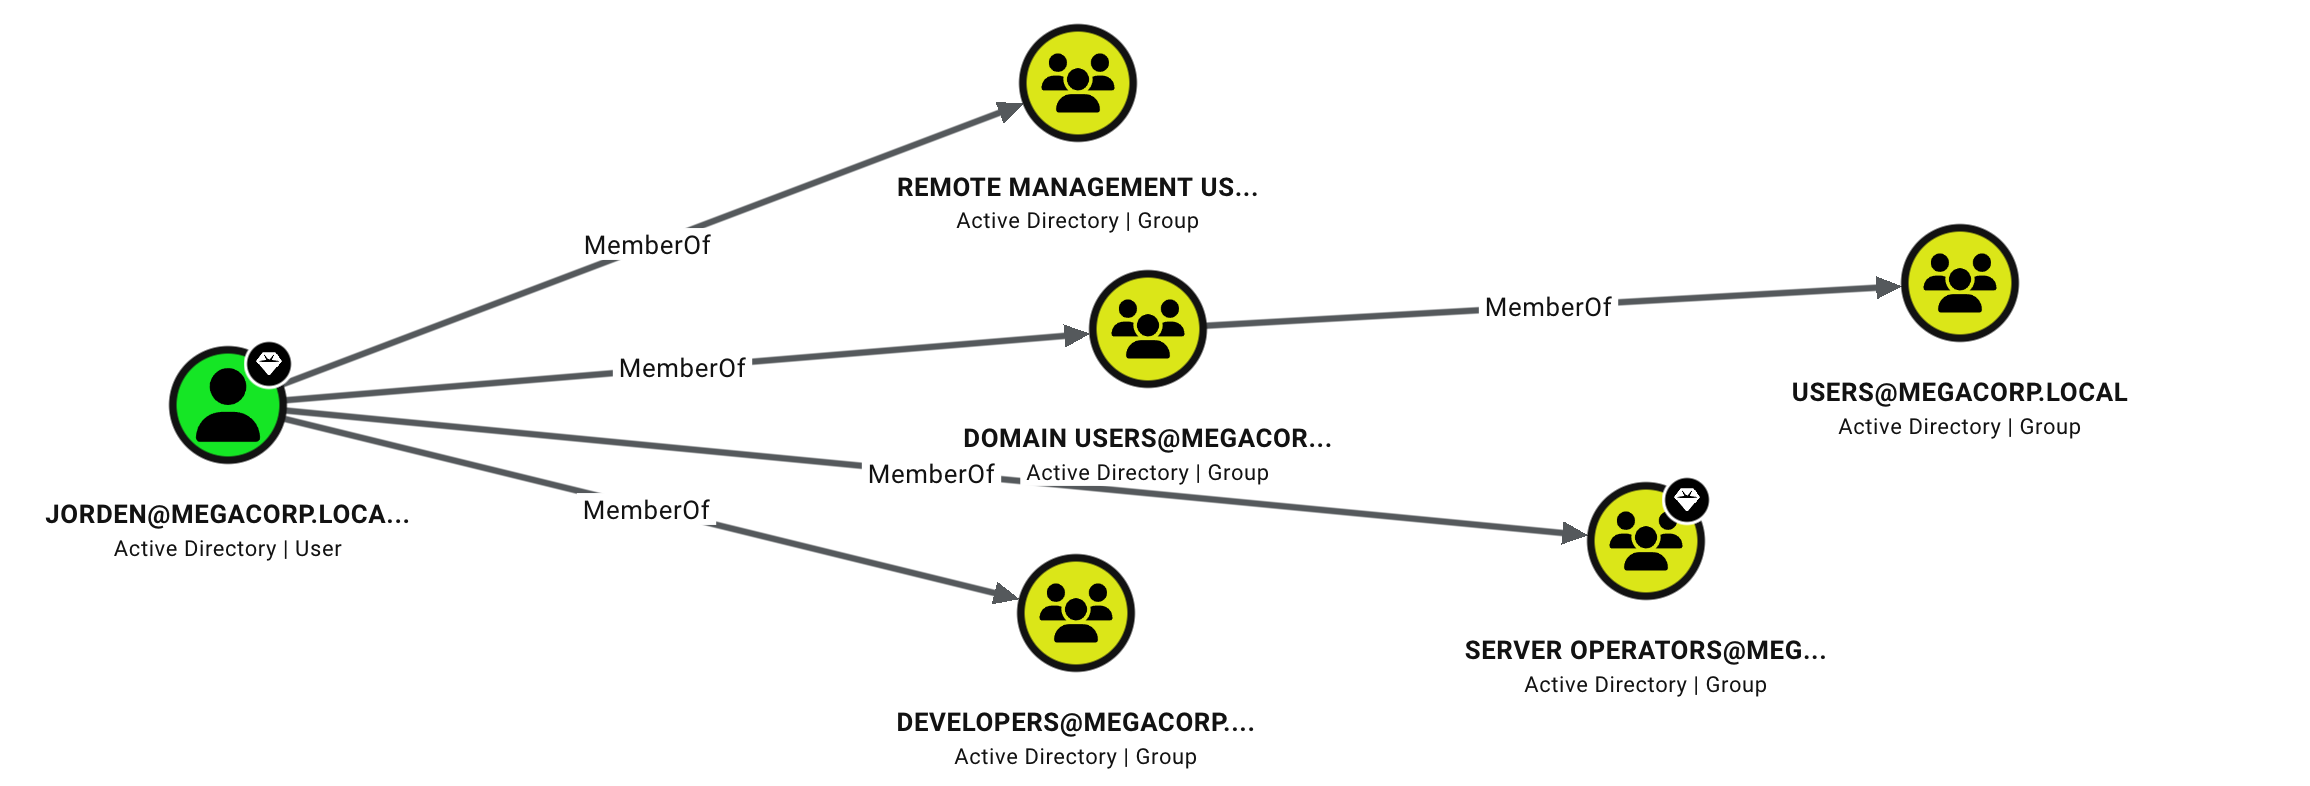 REMOTE MANAGEMENT US...
Active Directory | Group
MemberOf
MemberOf
MemberOf
USERS@MEGACORP.LOCAL
Active Directory | Group
DOMAIN USERS@MEGACOR...
Active Directory | Group
MemberOf
JORDEN@MEGACORP.LOCA...
Active Directory | User
MemberOf
SERVER OPERATORS@MEG...
Active Directory | Group
DEVELOPERS@MEGACORP....
Active Directory | Group